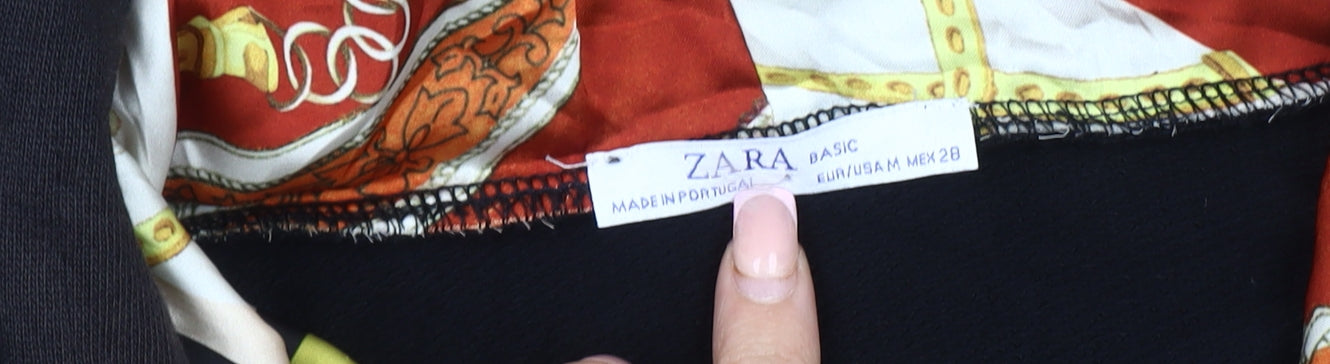 ZARA BASIC
MADE IN PORTUGAL EUR/USA M MEX 28